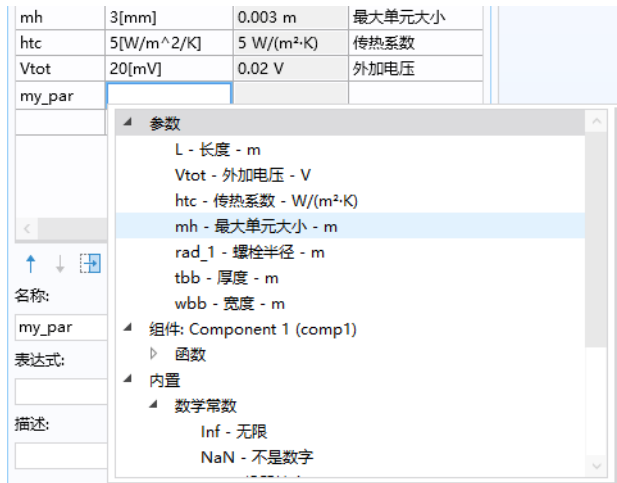 mh 3[mm] 0.003 m 最大单元大小
htc 5[W/m^2/K] 5 W/(m²·K) 传热系数
Vtot 20[mV] 0.02 V 外加电压
my_par
参数
L - 长度 - m
Vtot - 外加电压 - V
htc - 传热系数 - W/(m²·K)
mh - 最大单元大小 - m
rad_1 - 螺栓半径 - m
tbb - 厚度 - m
wbb - 宽度 - m
组件: Component 1 (comp1)
函数
内置
数学常数
Inf - 无限
NaN - 不是数字
名称:
my_par
表达式:
描述: